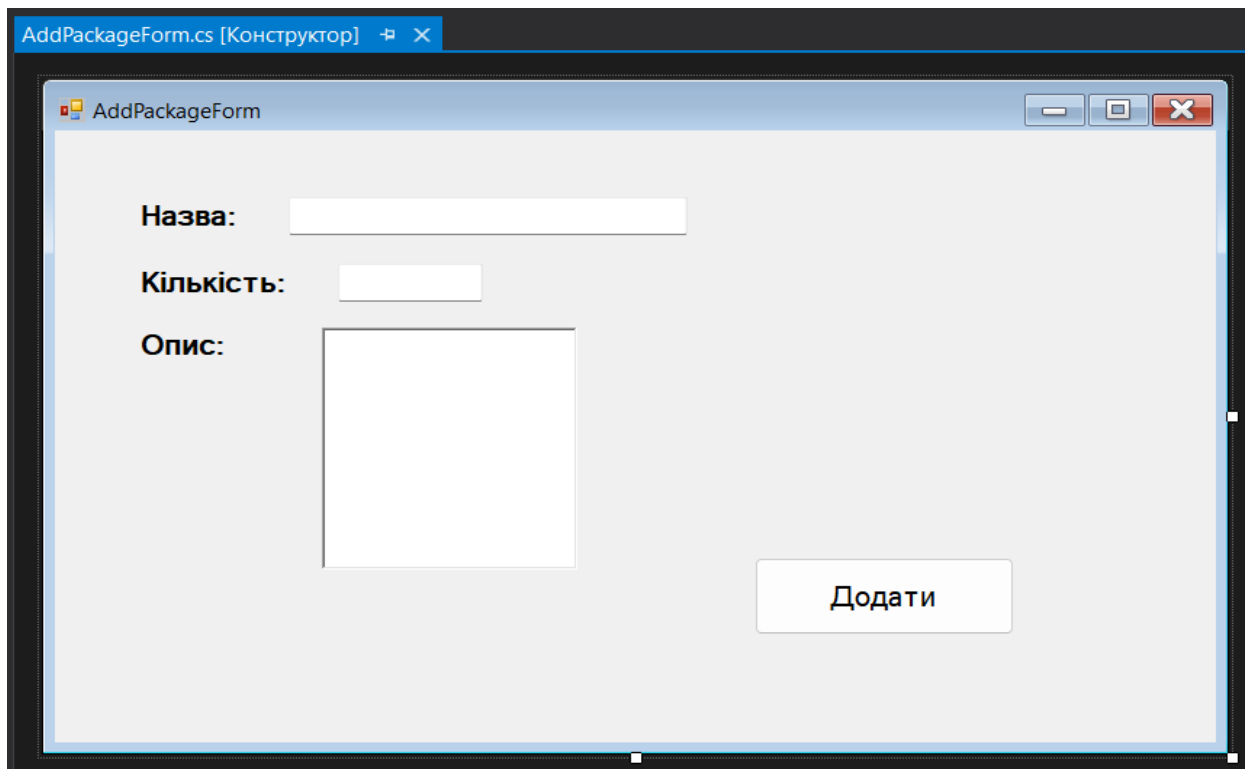 AddPackageForm.cs [Конструктор]
AddPackageForm
Назва:
Кількість:
Опис:
Додати